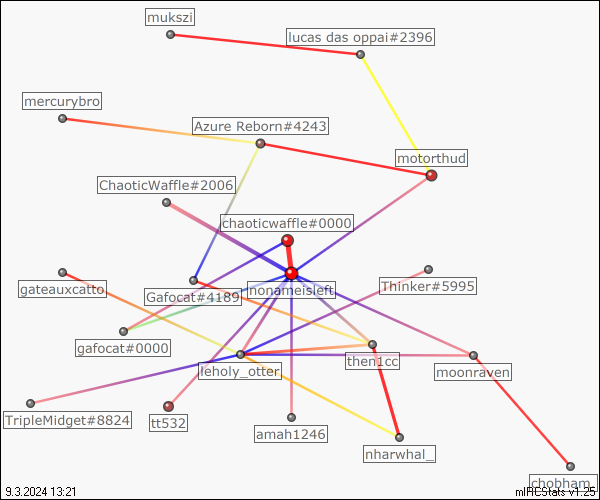 mukszi
lucas das oppai#2396
mercurybro
Azure Reborn#4243
motorthud
ChaoticWaffle#2006
chaoticwaffle#0000
gateauxcatto
Gafocat#4189
nonameisleft
Thinker#5995
gafocat#0000
leholy_otter
then1cc
moonraven
TripleMidget#8824
tt532
amah1246
nharwhal_
chobham_
9.3.2024 13:21
mIRCStats v1.25